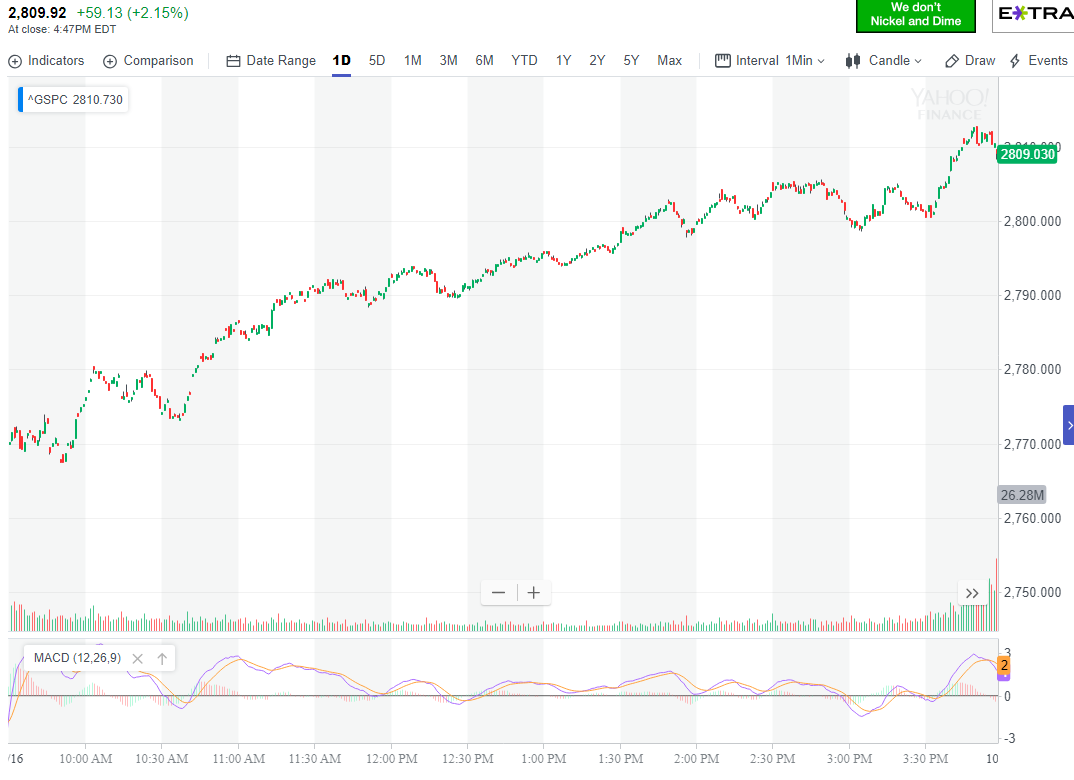 2,809.92 +59.13 (+2.15%)
At close: 4:47PM EDT
We don't
Nickel and Dime
E*TRA
Indicators Comparison Date Range 1D 5D 1M 3M 6M YTD 1Y 2Y 5Y Max Interval 1Min Candle Draw Events
^GSPC 2810.730
YAHOO!
FINANCE
2809.030
2,800.000
2,790.000
2,780.000
2,770.000
26.28M
2,760.000
2,750.000
MACD (12,26,9)
3
2
0
-3
/16 10:00 AM 10:30 AM 11:00 AM 11:30 AM 12:00 PM 12:30 PM 1:00 PM 1:30 PM 2:00 PM 2:30 PM 3:00 PM 3:30 PM 10